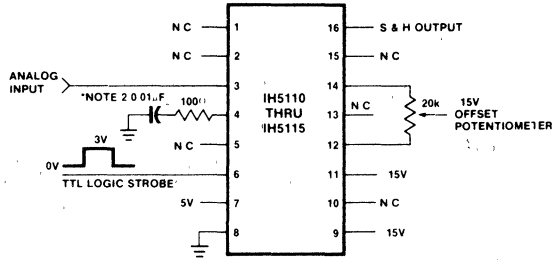 N C 1 16 S & H OUTPUT
N C 2 15 N C
ANALOG INPUT 3 14
*NOTE 2 0 01µF 100Ω 4 13 N C
IH5110
THRU
IH5115
20k 15V
OFFSET
POTENTIOMETER
3V
0V
N C 5 12
TTL LOGIC STROBE 6 11 15V
5V 7 10 N C
8 9 15V